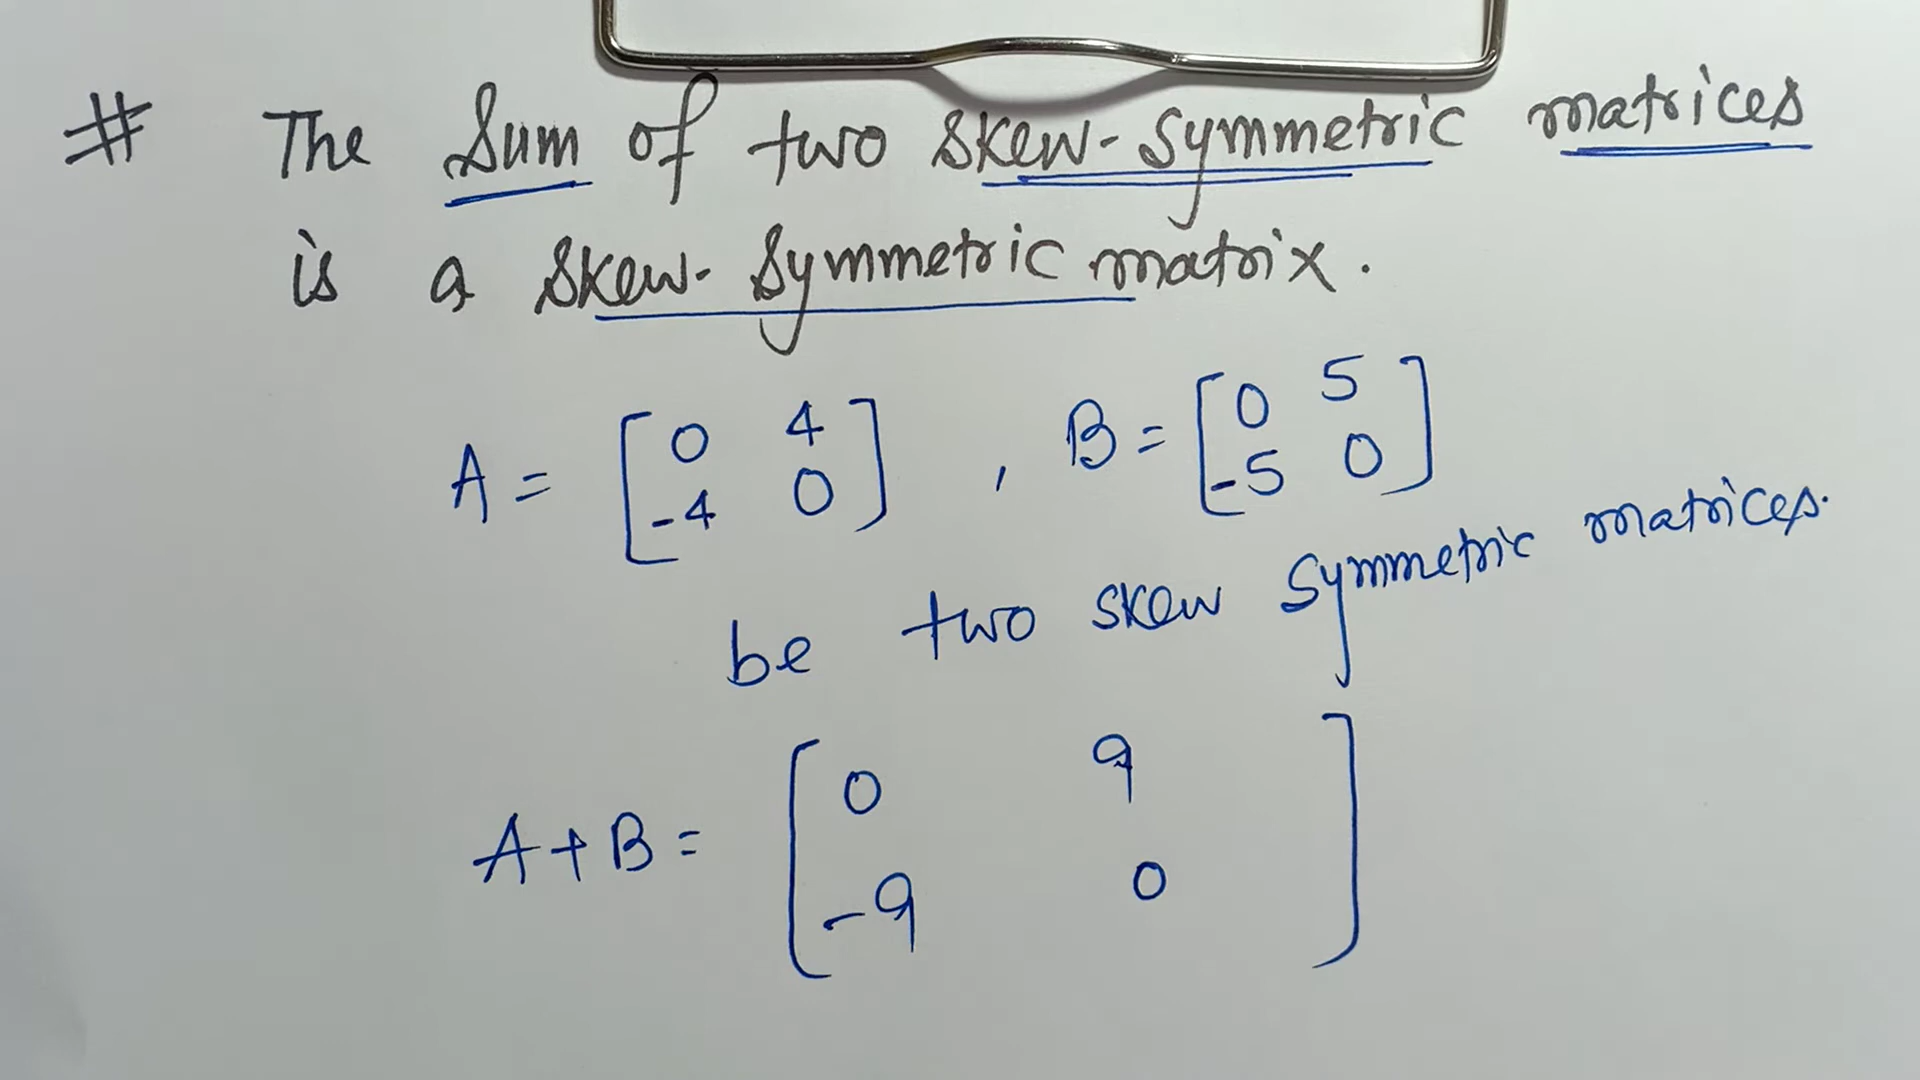 # The Sum of two skew-symmetric matrices
is a skew-symmetric matrix.
A = [0 4 -4 0] , B = [0 5 -5 0]
be two skew symmetric matrices.
A+B = [0 9 -9 0]